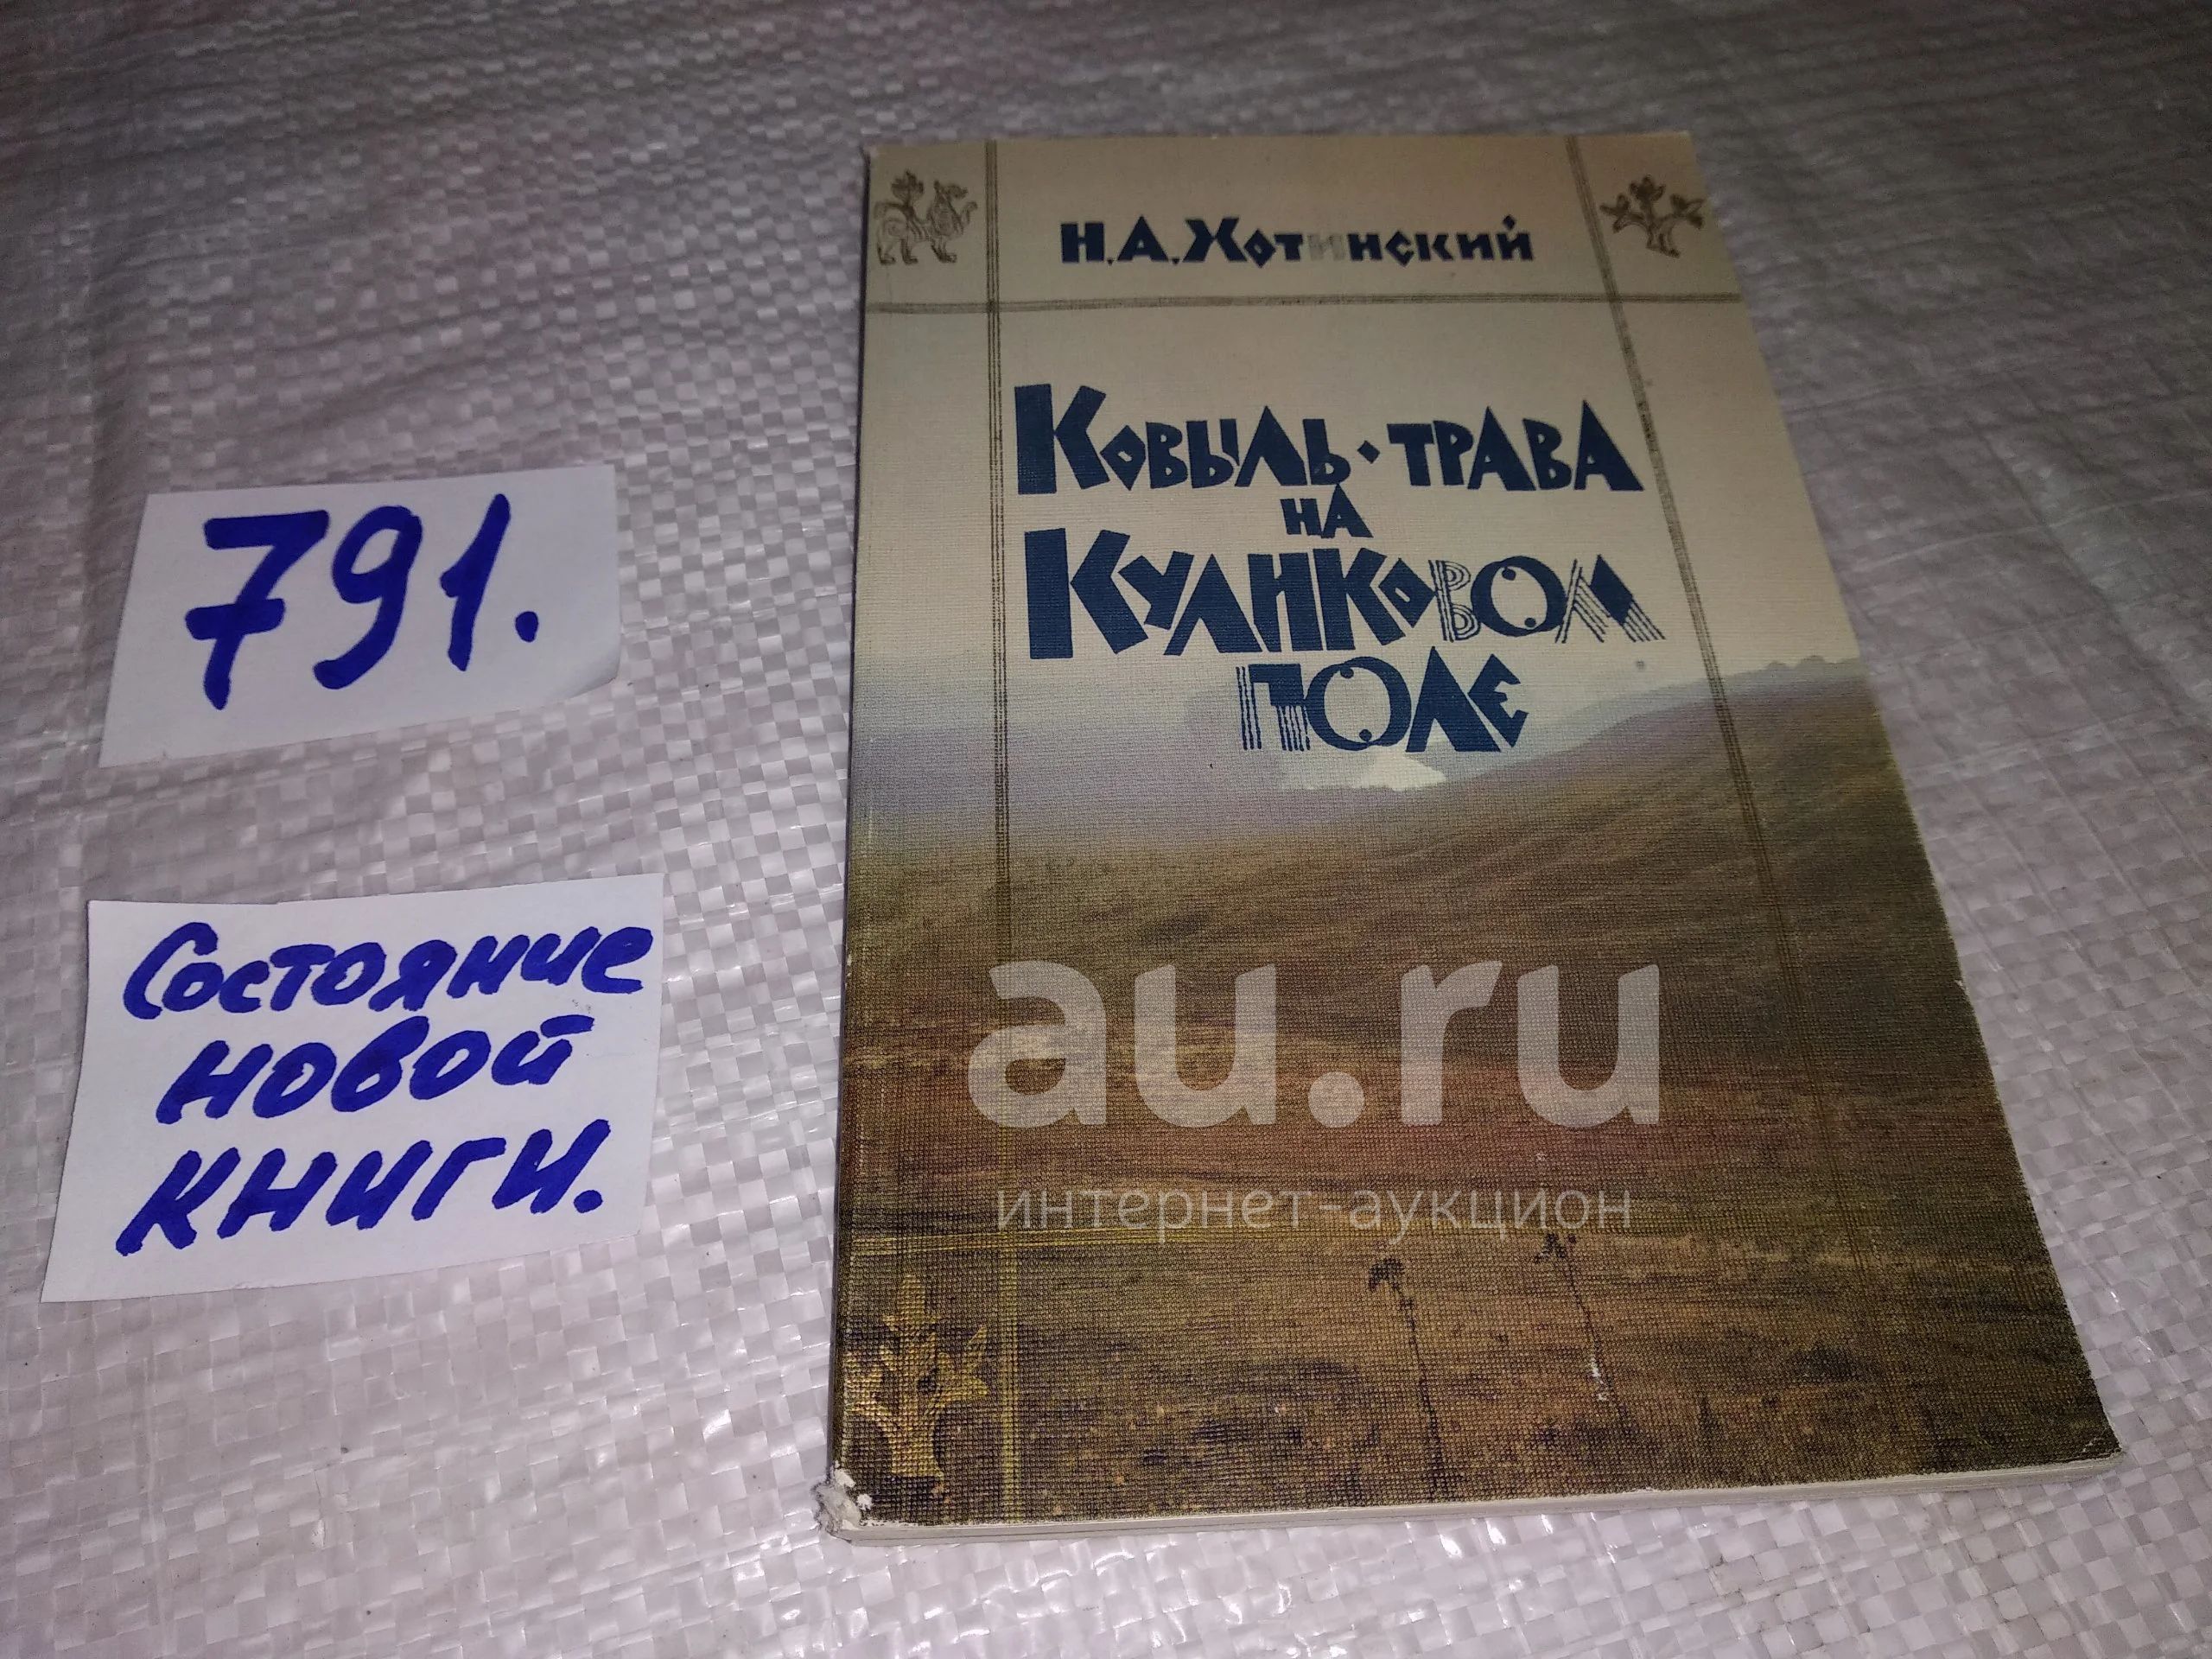 Н.А.Хотинский
Ковыль·трава
на
Куликовом
поле
791.
Состояние
новой
книги.
au.ru
интернет-аукцион